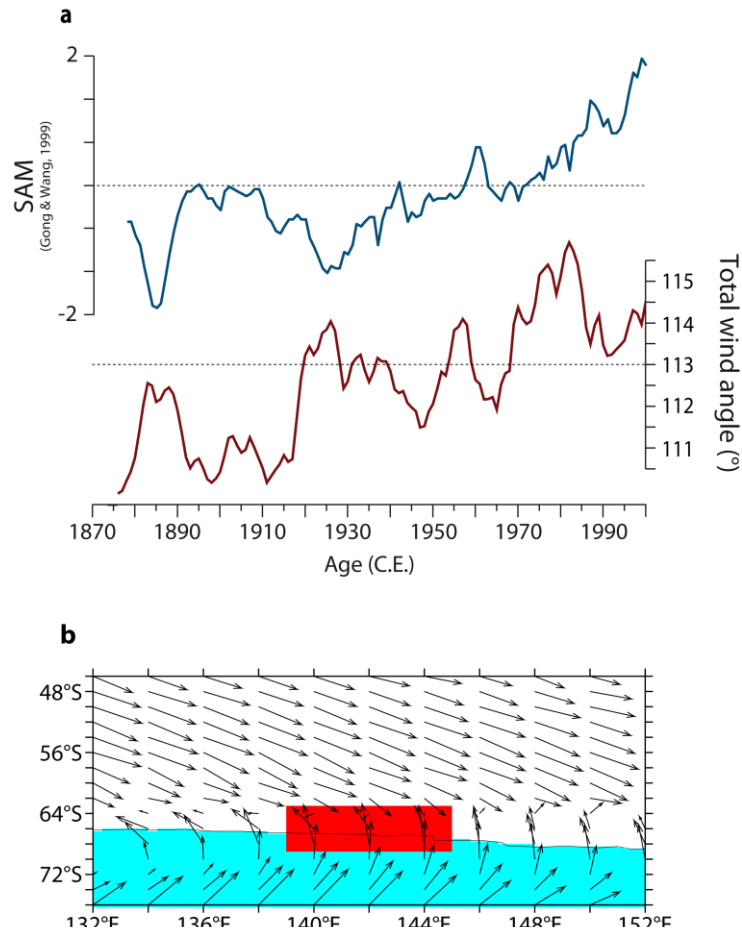 a
2
SAM
(Gong & Wang, 1999)
-2
115
114
113
112
111
Total wind angle (°)
1870 1890 1910 1930 1950 1970 1990
Age (C.E.)
b
48°S
56°S
64°S
72°S
132°E 136°E 140°E 144°E 148°E 152°E